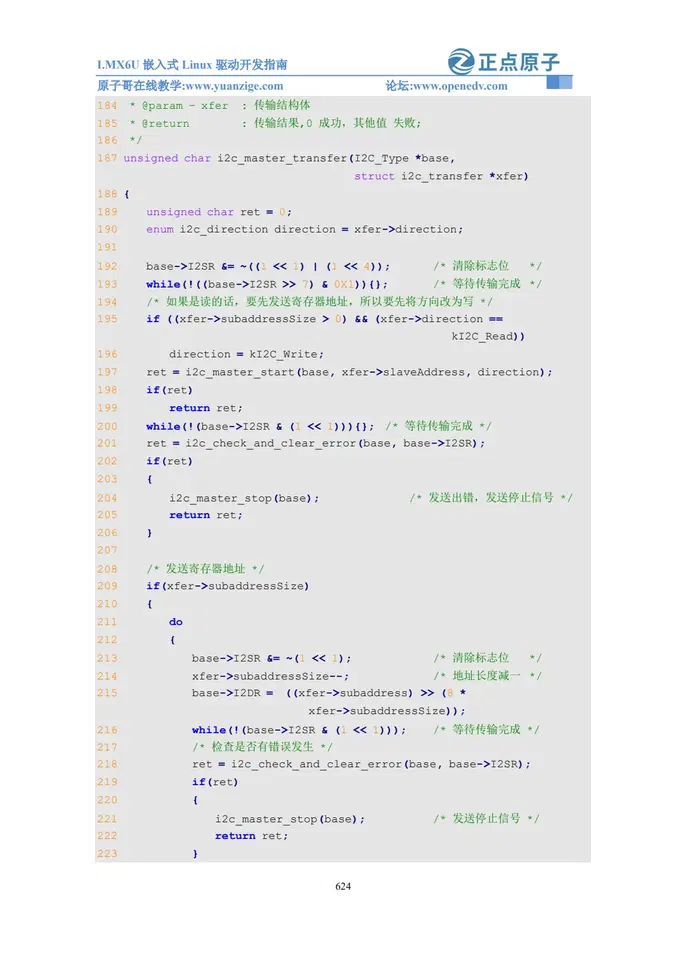 I.MX6U 嵌入式 Linux 驱动开发指南
正点原子
原子哥在线教学:www.yuanzige.com 论坛:www.openedv.com
184 * @param - xfer : 传输结构体
185 * @return : 传输结果,0 成功，其他值 失败;
186 */
187 unsigned char i2c_master_transfer(I2C_Type *base,
struct i2c_transfer *xfer)
188 {
189 unsigned char ret = 0;
190 enum i2c_direction direction = xfer->direction;
191
192 base->I2SR &= ~((1 << 1) | (1 << 4)); /* 清除标志位 */
193 while(!((base->I2SR >> 7) & 0X1)){}; /* 等待传输完成 */
194 /* 如果是读的话，要先发送寄存器地址，所以要先将方向改为写 */
195 if ((xfer->subaddressSize > 0) && (xfer->direction ==
kI2C_Read))
196 direction = kI2C_Write;
197 ret = i2c_master_start(base, xfer->slaveAddress, direction);
198 if(ret)
199 return ret;
200 while(!(base->I2SR & (1 << 1))){}; /* 等待传输完成 */
201 ret = i2c_check_and_clear_error(base, base->I2SR);
202 if(ret)
203 {
204 i2c_master_stop(base); /* 发送出错，发送停止信号 */
205 return ret;
206 }
207
208 /* 发送寄存器地址 */
209 if(xfer->subaddressSize)
210 {
211 do
212 {
213 base->I2SR &= ~(1 << 1); /* 清除标志位 */
214 xfer->subaddressSize--; /* 地址长度减一 */
215 base->I2DR = ((xfer->subaddress) >> (8 *
xfer->subaddressSize));
216 while(!(base->I2SR & (1 << 1))); /* 等待传输完成 */
217 /* 检查是否有错误发生 */
218 ret = i2c_check_and_clear_error(base, base->I2SR);
219 if(ret)
220 {
221 i2c_master_stop(base); /* 发送停止信号 */
222 return ret;
223 }
624